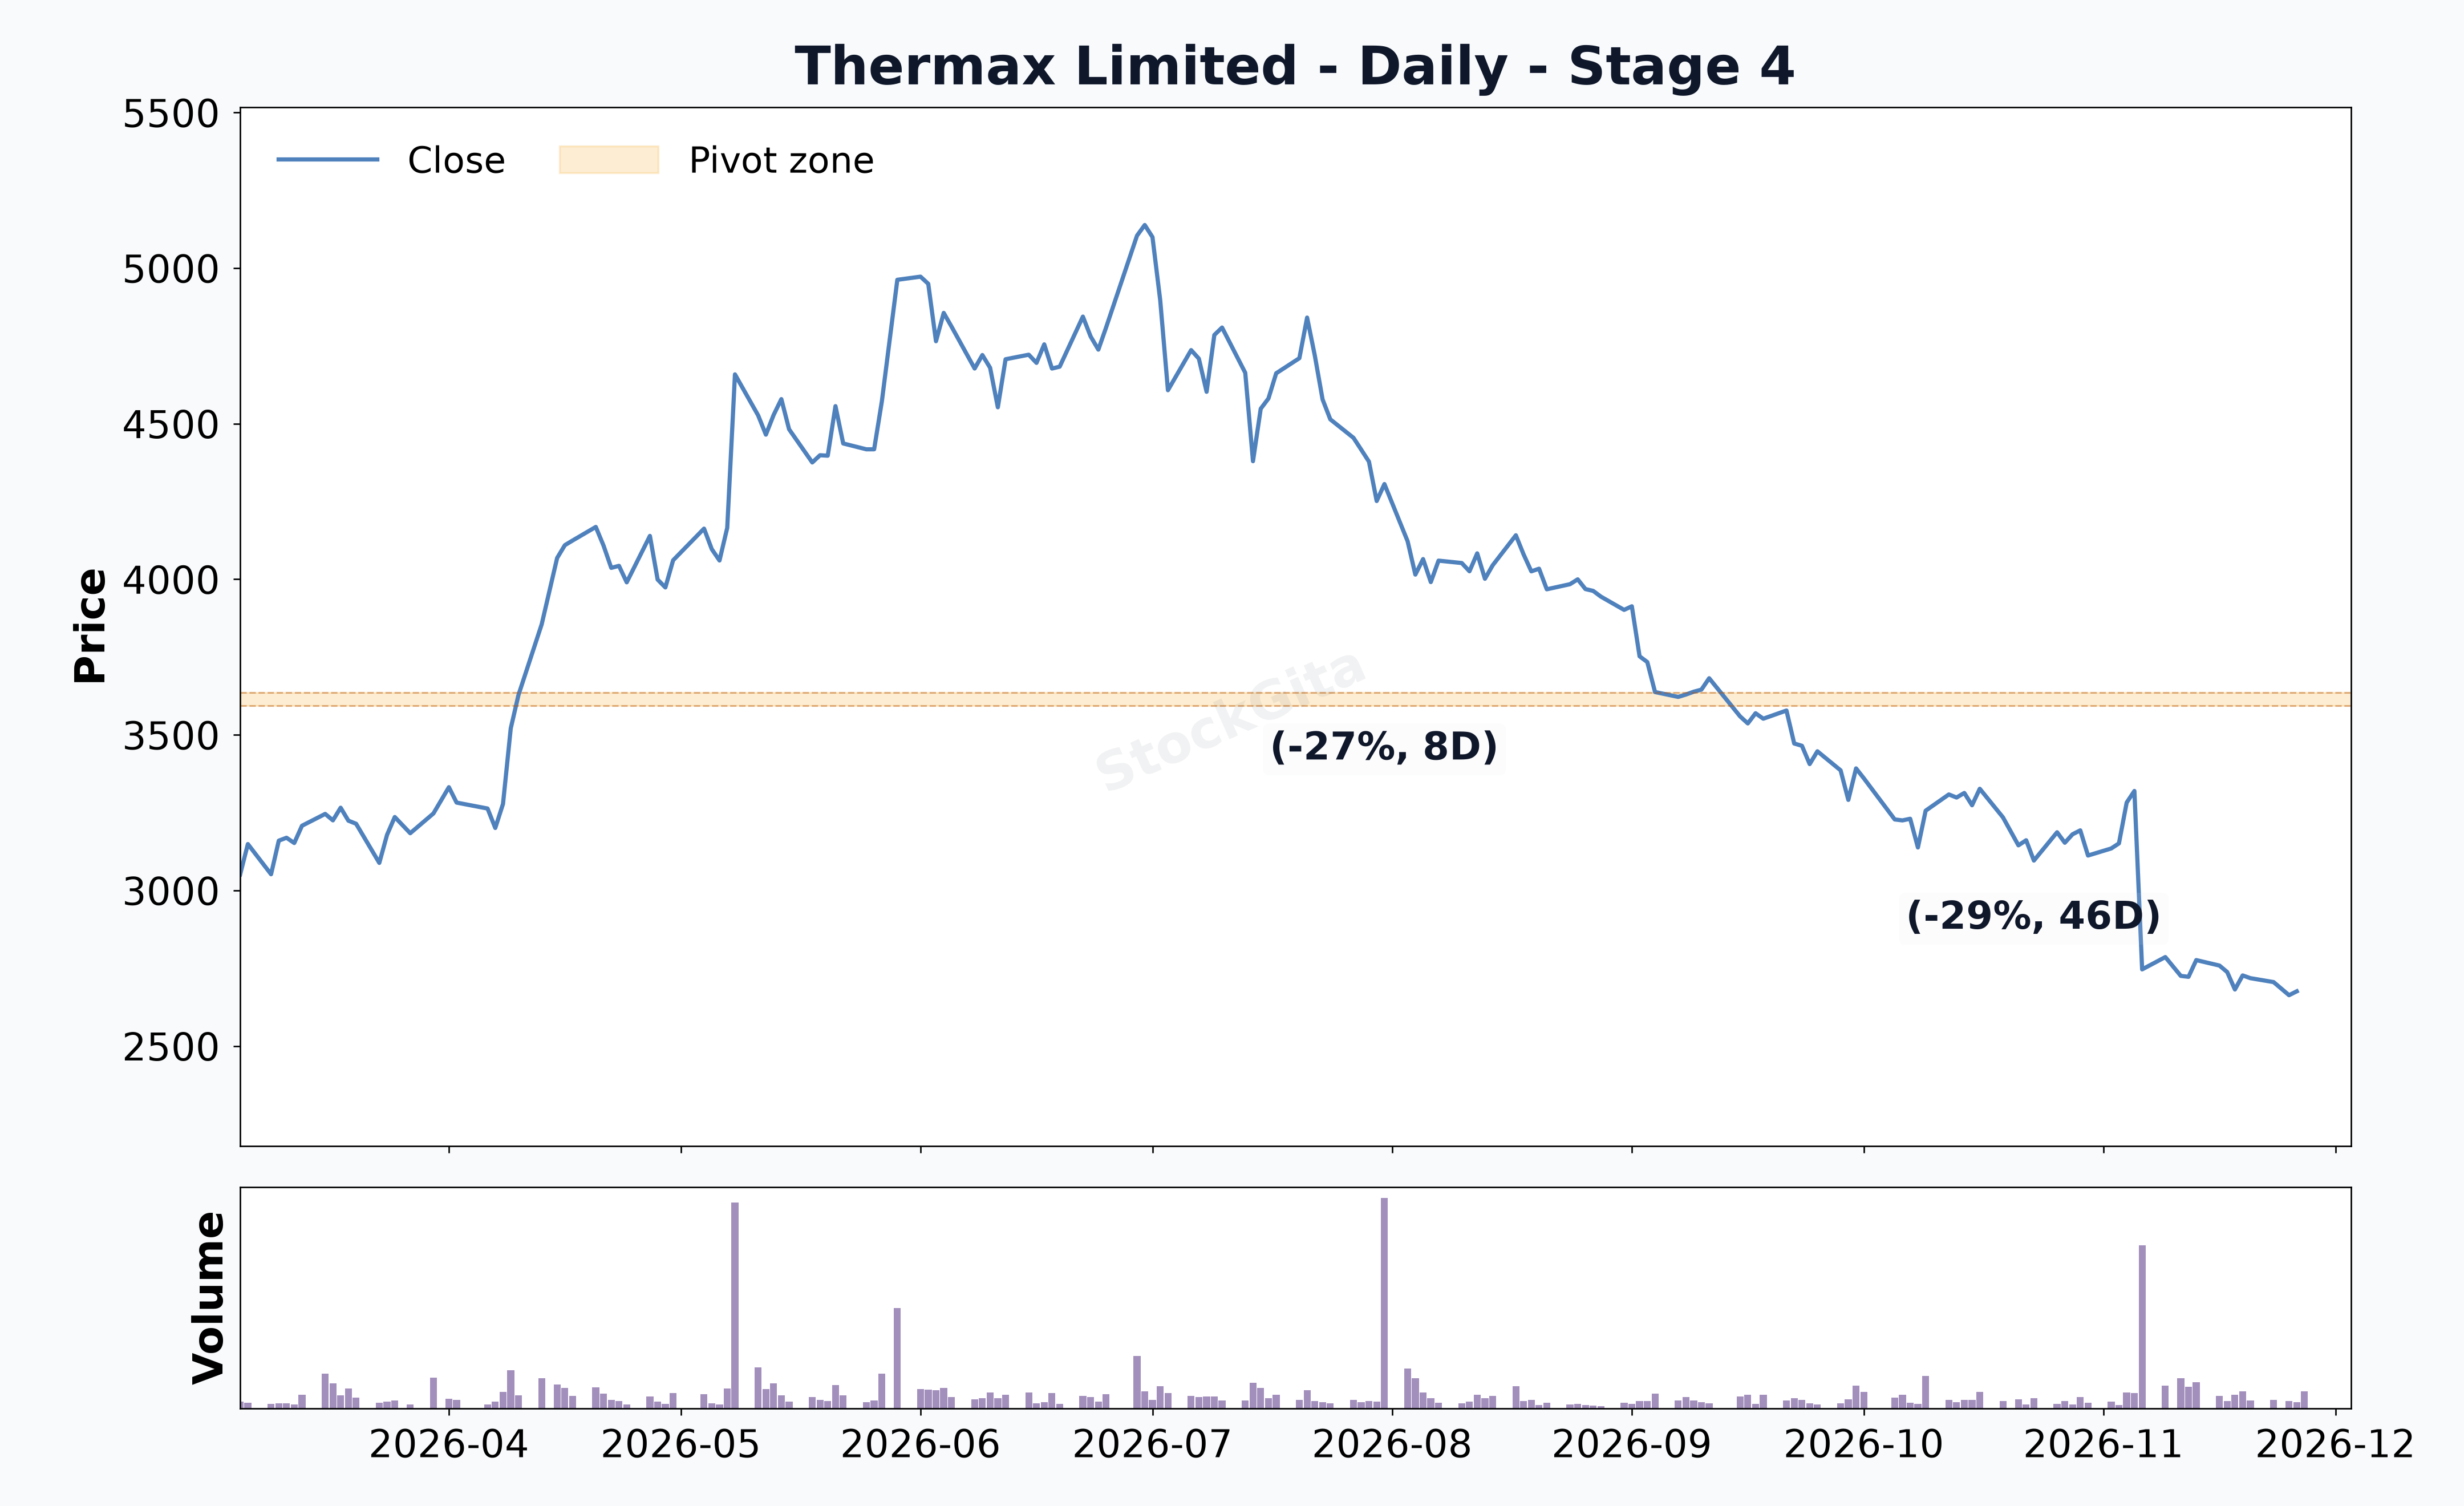 Thermax Limited - Daily - Stage 4
Close
Pivot zone
Price
5500
5000
4500
4000
3500
3000
2500
StockGita
(-27%, 8D)
(-29%, 46D)
Volume
2026-04
2026-05
2026-06
2026-07
2026-08
2026-09
2026-10
2026-11
2026-12